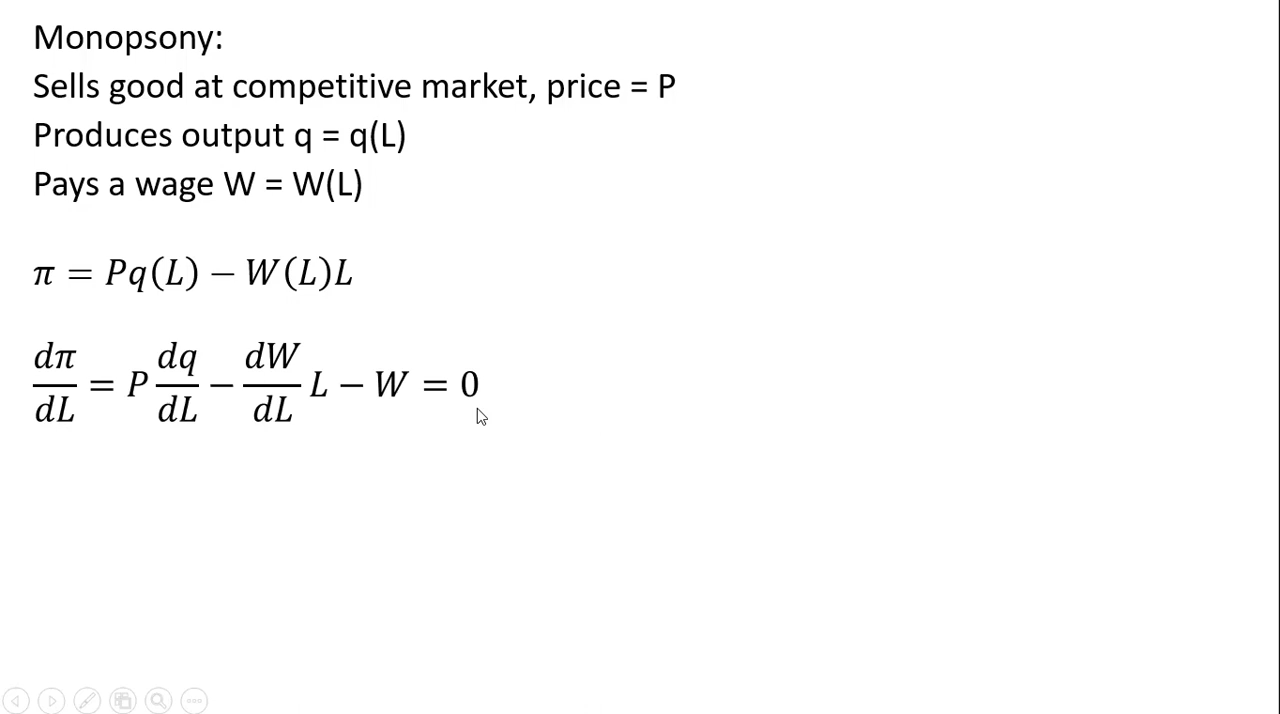 Monopsony:
Sells good at competitive market, price = P
Produces output q = q(L)
Pays a wage W = W(L)
π = Pq(L) − W(L)L
dπ/dL = P dq/dL − dW/dL L − W = 0